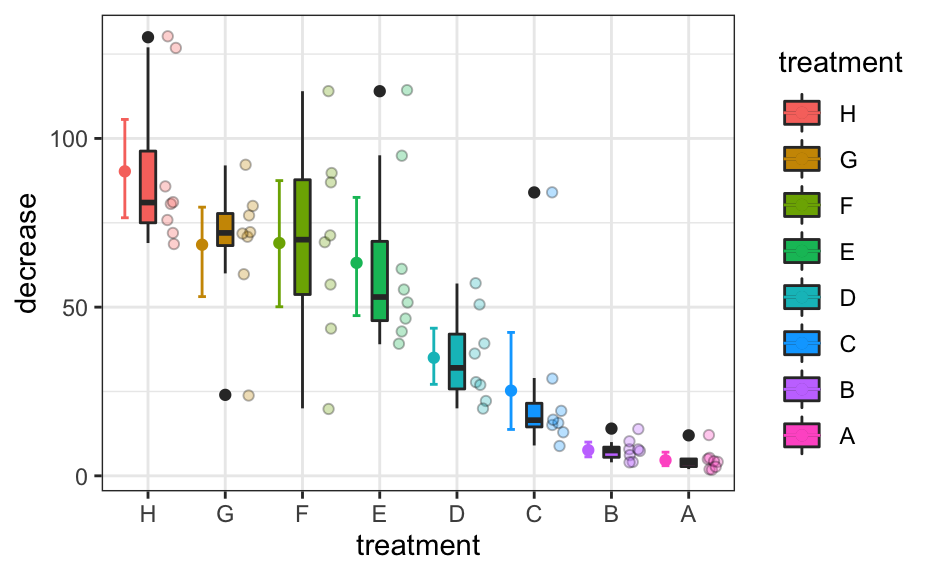 treatment
H
G
F
E
D
C
B
A
100
50
0
decrease
H G F E D C B A
treatment